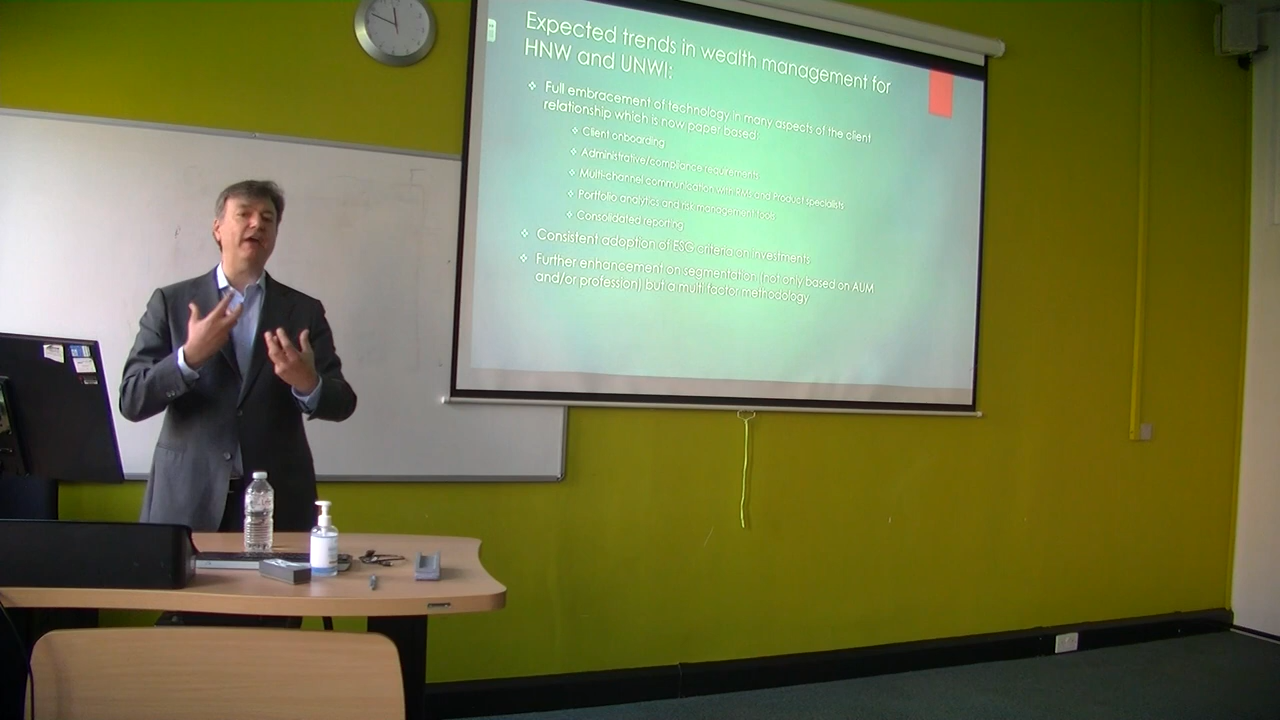 Expected trends in wealth management for
HNW and UNWI:
❖ Full embracement of technology in many aspects of the client
relationship which is now paper based:
❖ Client onboarding
❖ Administrative/compliance requirements
❖ Multi-channel communication with RMs and Product specialists
❖ Portfolio analytics and risk management tools
❖ Consolidated reporting
❖ Consistent adoption of ESG criteria on investments
❖ Further enhancement on segmentation (not only based on AUM
and/or profession) but a multi factor methodology